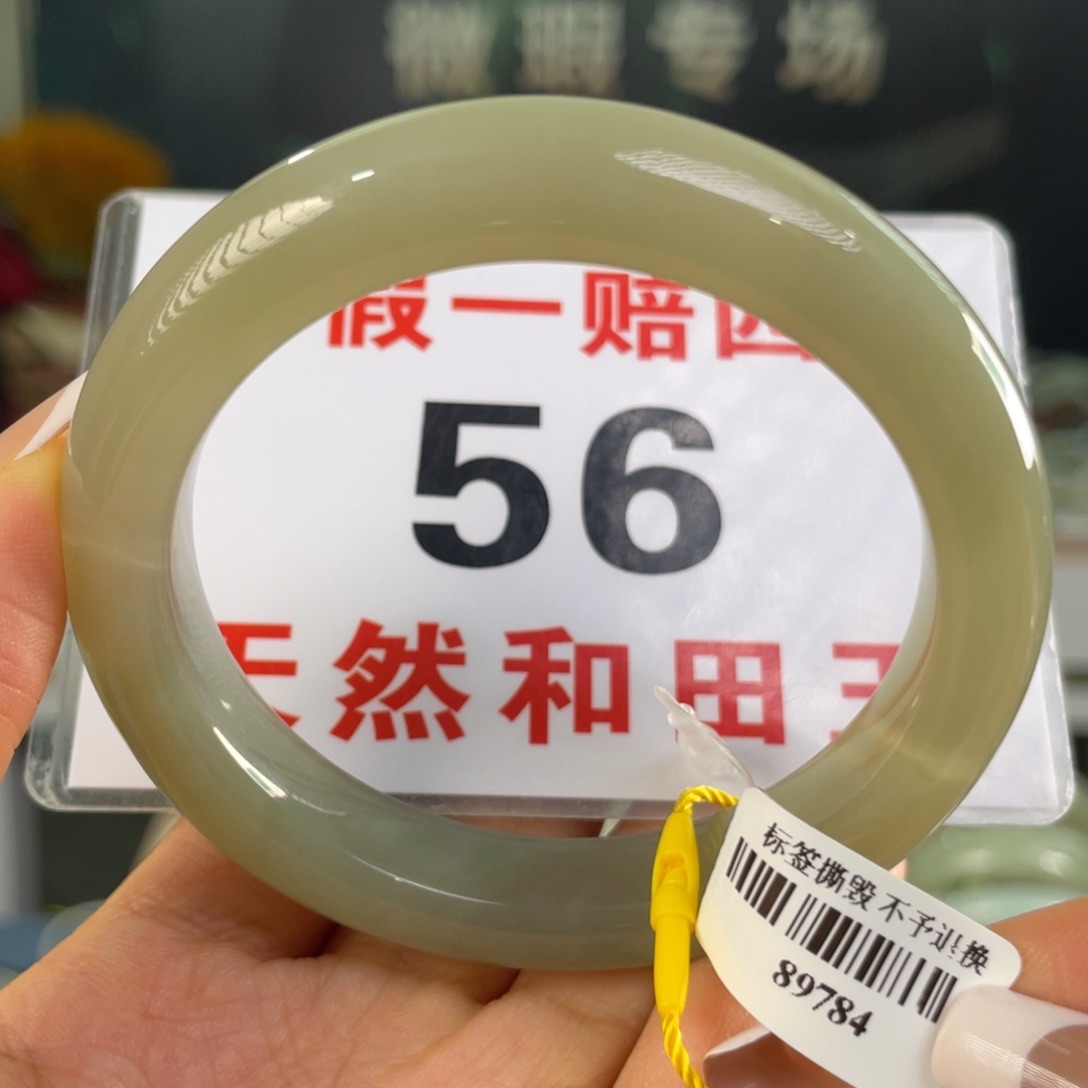 微瑕专场
假一赔四
56
天然和田玉
标签撕毁不予退换
89784